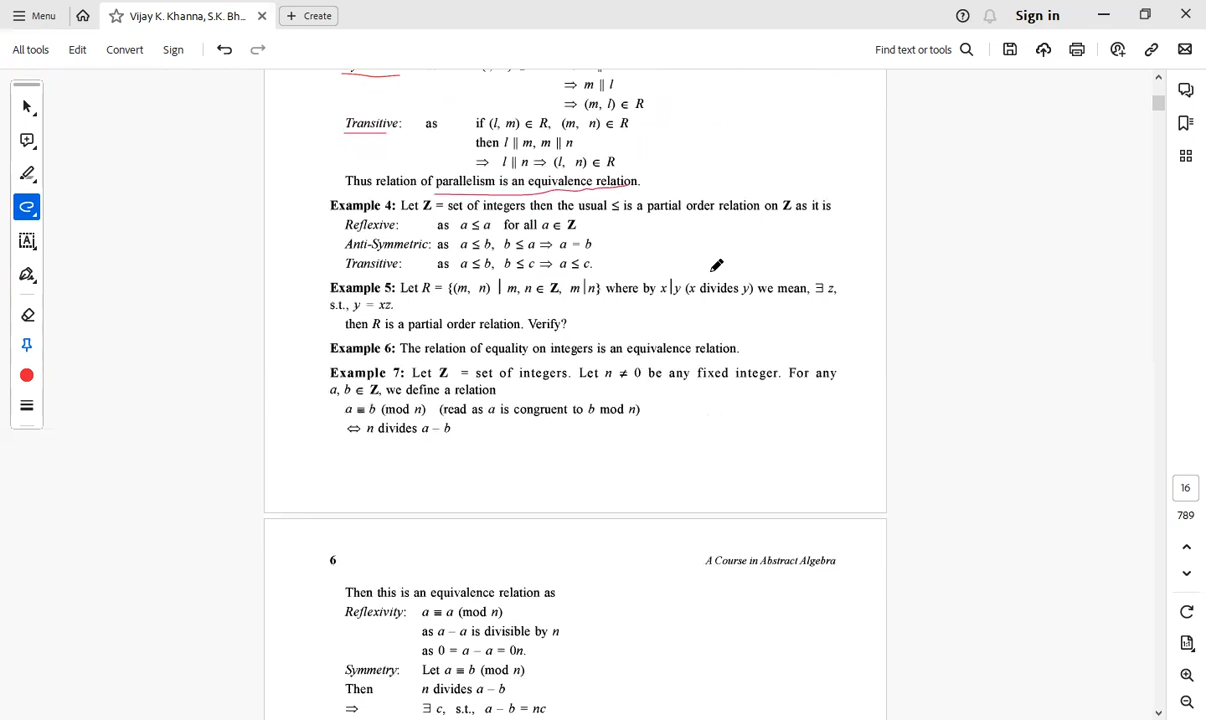 Menu
Vijay K. Khanna, S.K. Bh...
Create
Sign in
All tools Edit Convert Sign
Find text or tools
⇒ m ∥ l
⇒ (m, l) ∈ R
Transitive: as if (l, m) ∈ R, (m, n) ∈ R
then l ∥ m, m ∥ n
⇒ l ∥ n ⇒ (l, n) ∈ R
Thus relation of parallelism is an equivalence relation.
Example 4: Let Z = set of integers then the usual ≤ is a partial order relation on Z as it is
Reflexive: as a ≤ a for all a ∈ Z
Anti-Symmetric: as a ≤ b, b ≤ a ⇒ a = b
Transitive: as a ≤ b, b ≤ c ⇒ a ≤ c.
Example 5: Let R = {(m, n) | m, n ∈ Z, m|n} where by x|y (x divides y) we mean, ∃ z,
s.t., y = xz.
then R is a partial order relation. Verify?
Example 6: The relation of equality on integers is an equivalence relation.
Example 7: Let Z = set of integers. Let n ≠ 0 be any fixed integer. For any
a, b ∈ Z, we define a relation
a ≡ b (mod n) (read as a is congruent to b mod n)
⇔ n divides a – b
16
789
6 A Course in Abstract Algebra
Then this is an equivalence relation as
Reflexivity: a ≡ a (mod n)
as a – a is divisible by n
as 0 = a – a = 0n.
Symmetry: Let a ≡ b (mod n)
Then n divides a – b
⇒ ∃ c, s.t., a – b = nc